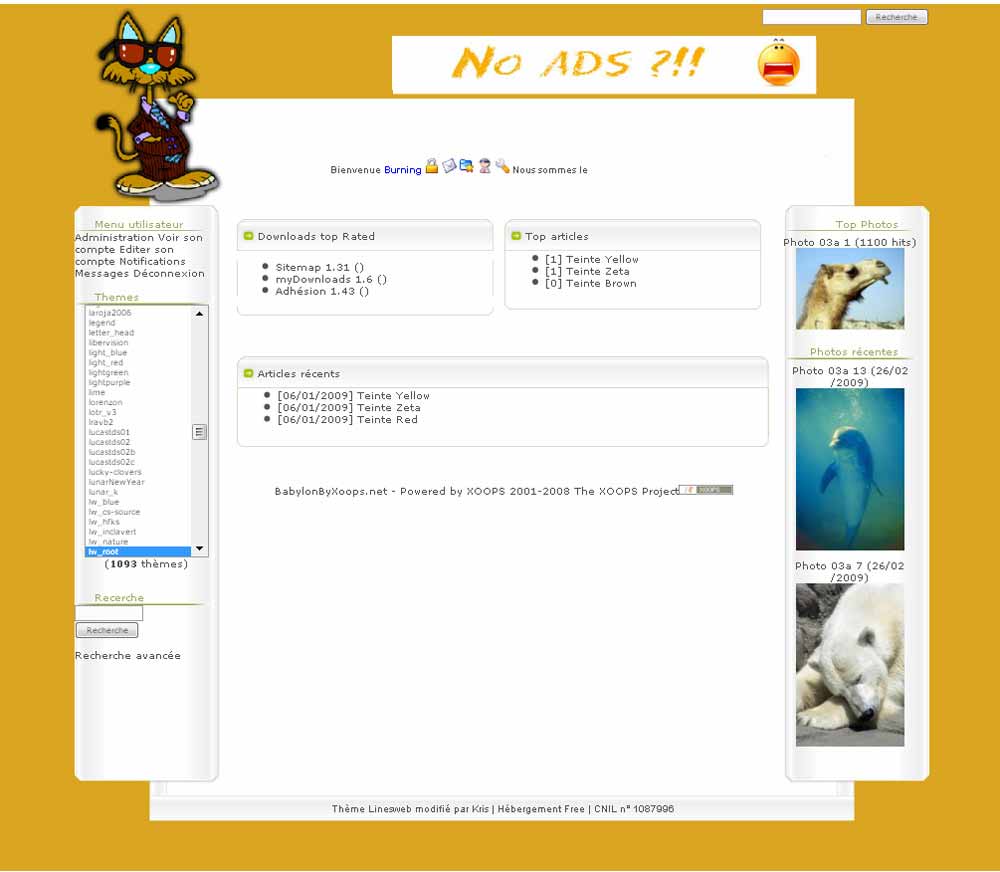 Recherche
No ADS ?!!
Bienvenue Burning Nous sommes le
Menu utilisateur
Administration Voir son
compte Editer son
compte Notifications
Messages Déconnexion
Themes
laroja2006
legend
letter_head
libervision
light_blue
light_red
lightgreen
lightpurple
lime
lorenzon
lotr_v3
lravb2
lucastds01
lucastds02
lucastds02b
lucastds02c
lucky-clovers
lunarNewYear
lunar_k
lw_blue
lw_cs-source
lw_hfks
lw_inclavert
lw_nature
lw_root
(1093 thèmes)
Recerche
Recherche
Recherche avancée
Downloads top Rated
Sitemap 1.31 ()
myDownloads 1.6 ()
Adhésion 1.43 ()
Top articles
[1] Teinte Yellow
[1] Teinte Zeta
[0] Teinte Brown
Articles récents
[06/01/2009] Teinte Yellow
[06/01/2009] Teinte Zeta
[06/01/2009] Teinte Red
BabylonByXoops.net - Powered by XOOPS 2001-2008 The XOOPS Project XOOPS
Top Photos
Photo 03a 1 (1100 hits)
Photos récentes
Photo 03a 13 (26/02
/2009)
Photo 03a 7 (26/02
/2009)
Thème Linesweb modifié par Kris | Hébergement Free | CNIL n° 1087996